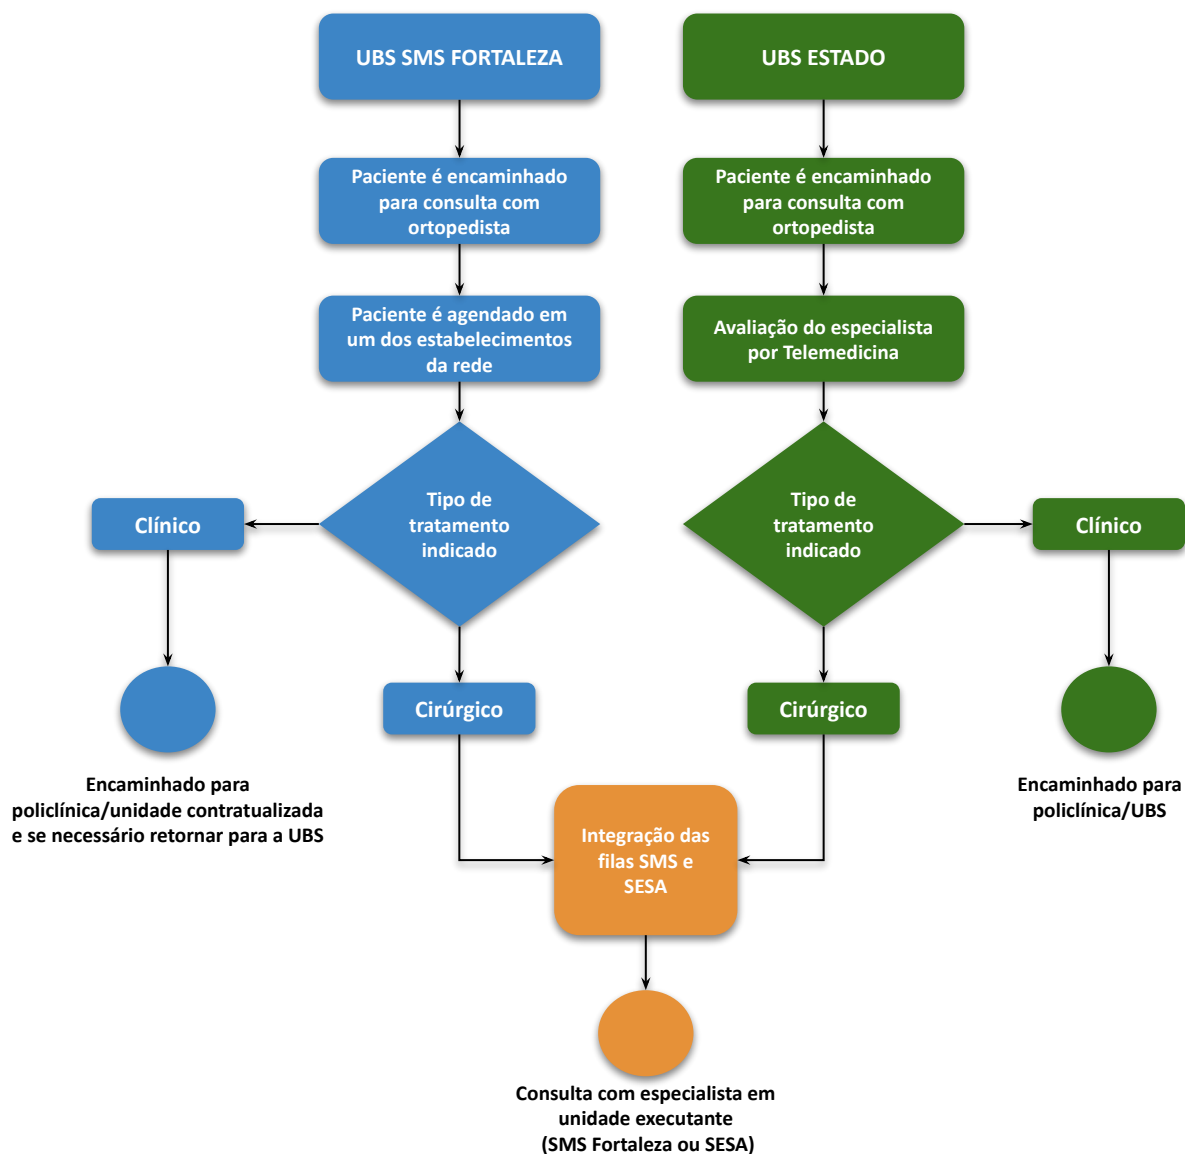 UBS SMS FORTALEZA
UBS ESTADO
Paciente é encaminhado
para consulta com
ortopedista
Paciente é encaminhado
para consulta com
ortopedista
Paciente é agendado em
um dos estabelecimentos
da rede
Avaliação do especialista
por Telemedicina
Tipo de
tratamento
indicado
Tipo de
tratamento
indicado
Clínico
Clínico
Cirúrgico
Cirúrgico
Encaminhado para
policlínica/unidade contratualizada
e se necessário retornar para a UBS
Encaminhado para
policlínica/UBS
Integração das
filas SMS e
SESA
Consulta com especialista em
unidade executante
(SMS Fortaleza ou SESA)